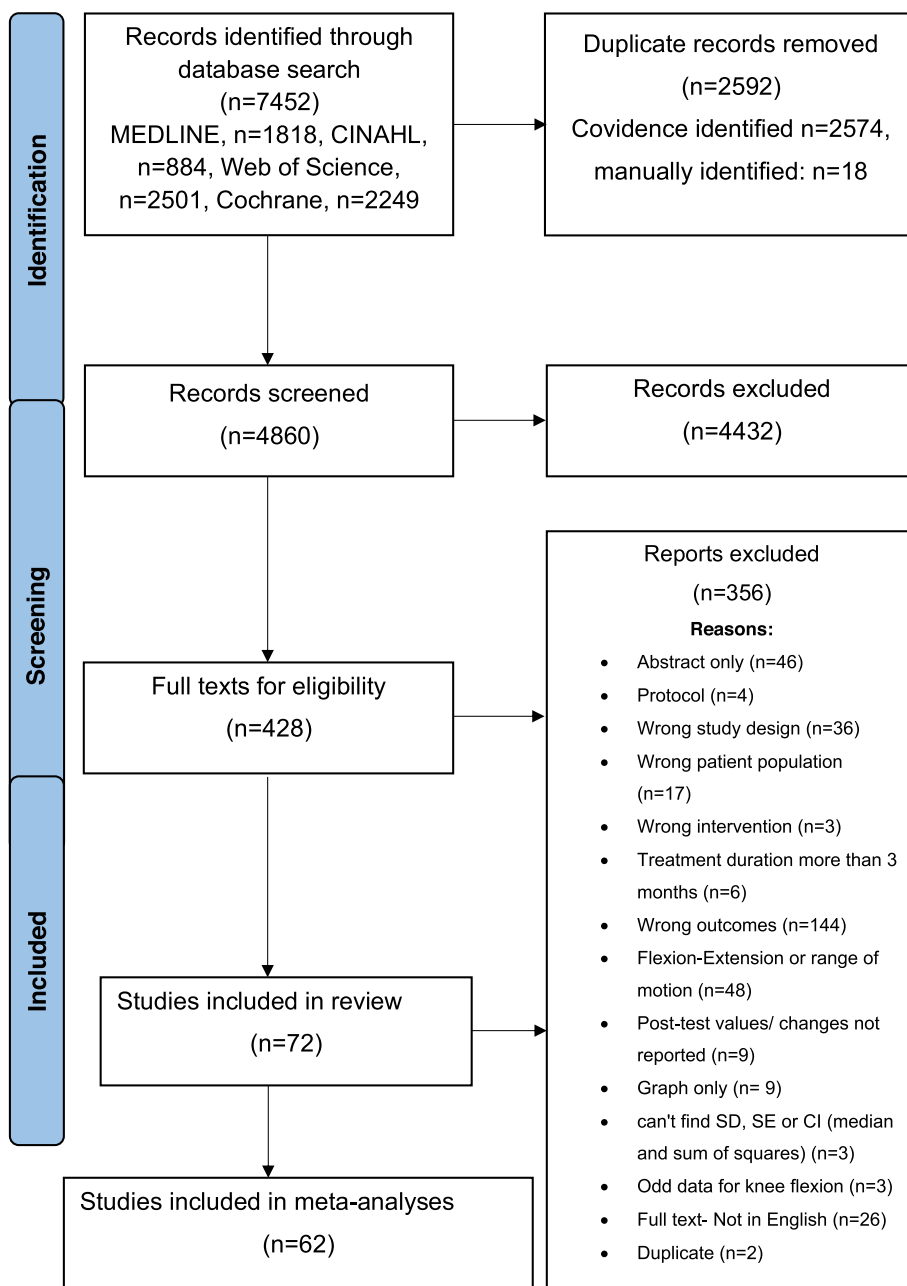 Identification
Records identified through
database search
(n=7452)
MEDLINE, n=1818, CINAHL,
n=884, Web of Science,
n=2501, Cochrane, n=2249
Duplicate records removed
(n=2592)
Covidence identified n=2574,
manually identified: n=18
Screening
Records screened
(n=4860)
Records excluded
(n=4432)
Full texts for eligibility
(n=428)
Reports excluded
(n=356)
Reasons:
• Abstract only (n=46)
• Protocol (n=4)
• Wrong study design (n=36)
• Wrong patient population
(n=17)
• Wrong intervention (n=3)
• Treatment duration more than 3
months (n=6)
• Wrong outcomes (n=144)
• Flexion-Extension or range of
motion (n=48)
• Post-test values/ changes not
reported (n=9)
• Graph only (n= 9)
• can't find SD, SE or CI (median
and sum of squares) (n=3)
• Odd data for knee flexion (n=3)
• Full text- Not in English (n=26)
• Duplicate (n=2)
Included
Studies included in review
(n=72)
Studies included in meta-analyses
(n=62)